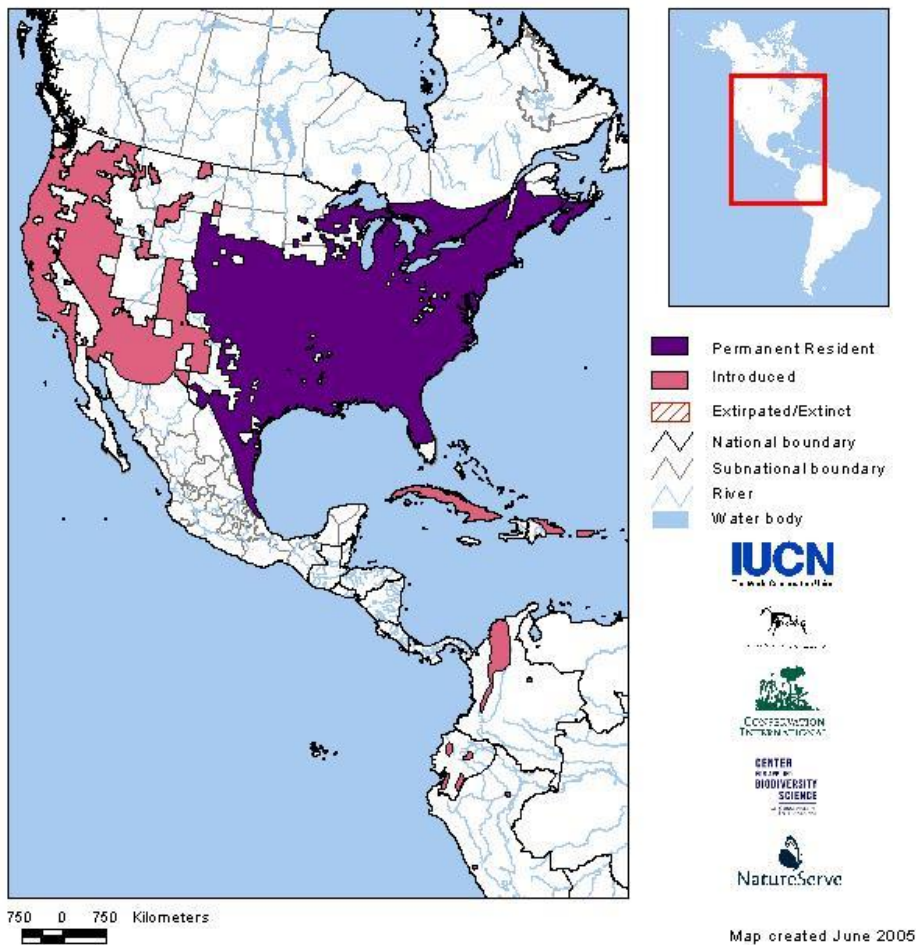 Permanent Resident
Introduced
Extirpated/Extinct
National boundary
Subnational boundary
River
Water body
IUCN
CONSERVATION
INTERNATIONAL
CENTER
BIODIVERSITY
SCIENCE
NatureServe
750 0 750 Kilometers
Map created June 2005